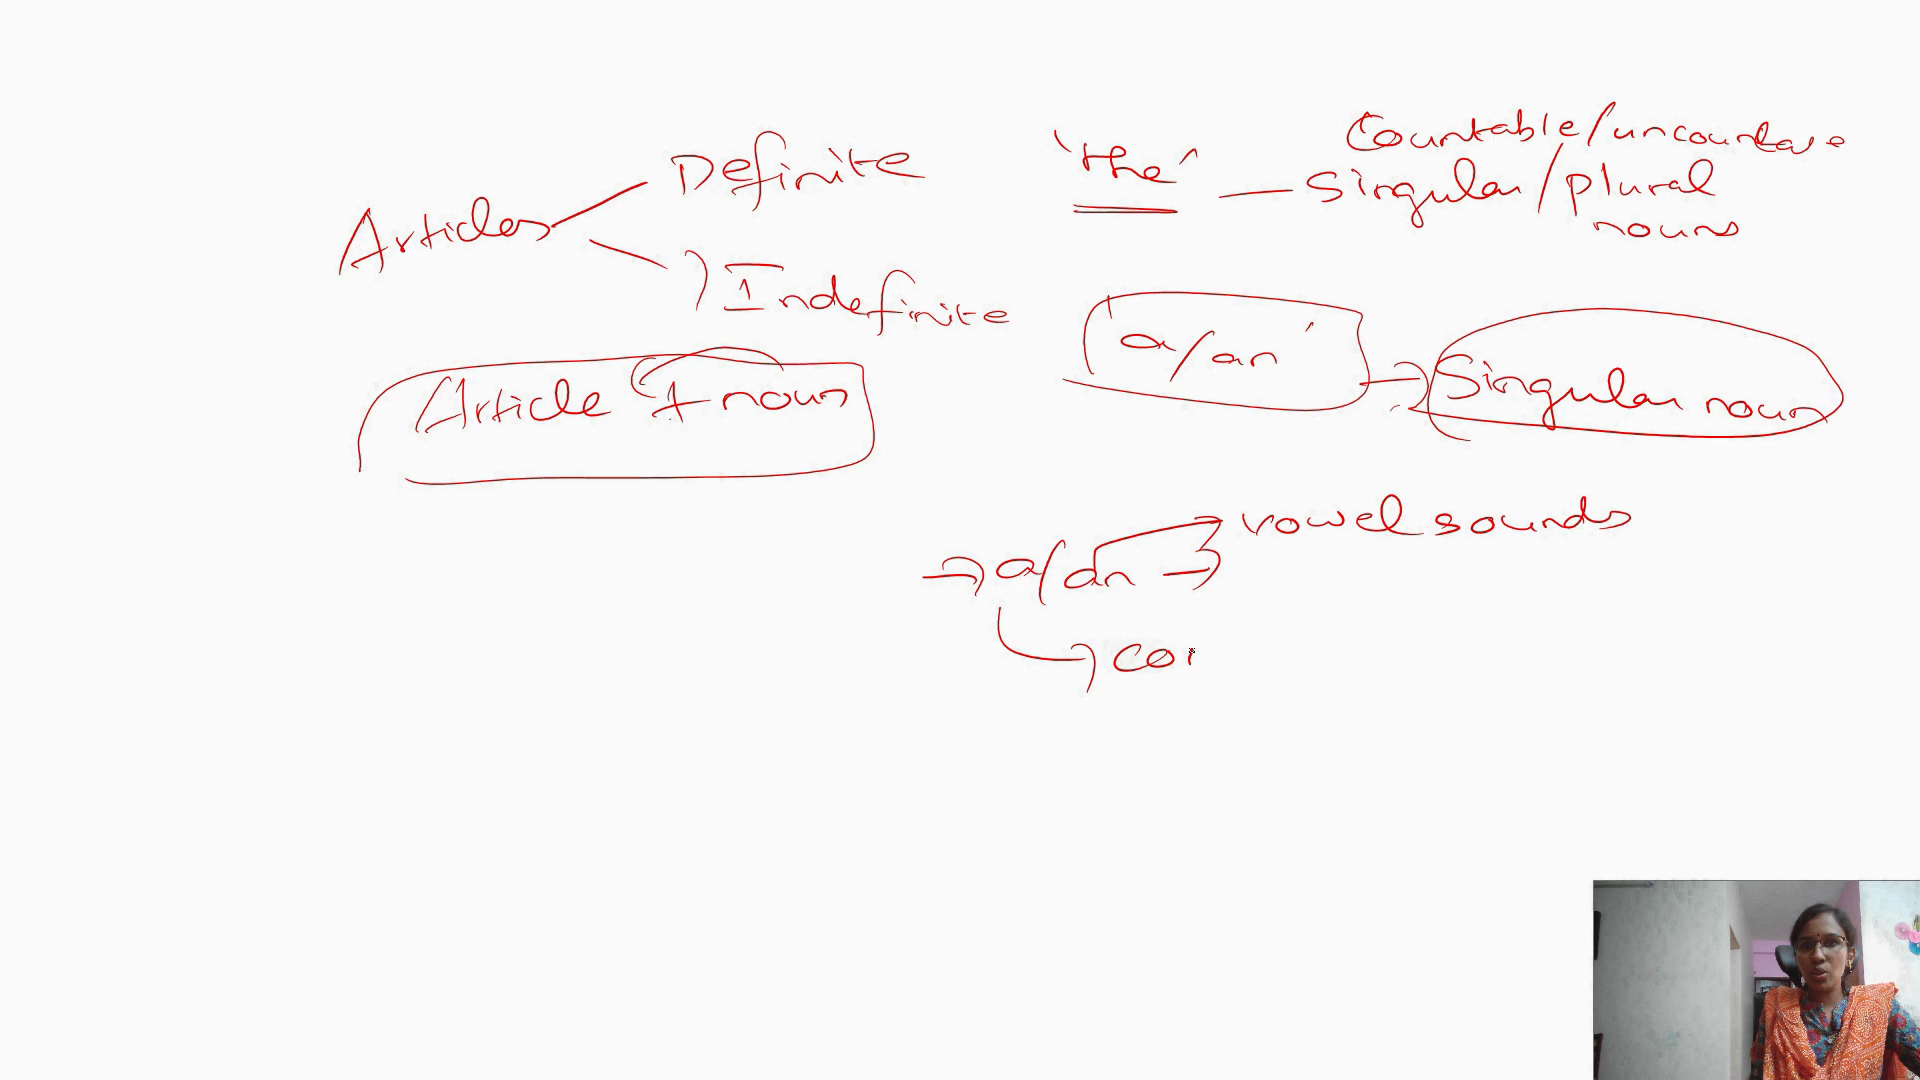 Articles
Definite
'the' — Singular/plural nouns
Countable/uncountable
Indefinite
'a/an' → Singular noun
Article + noun
→ a/an → vowel sounds
→ co